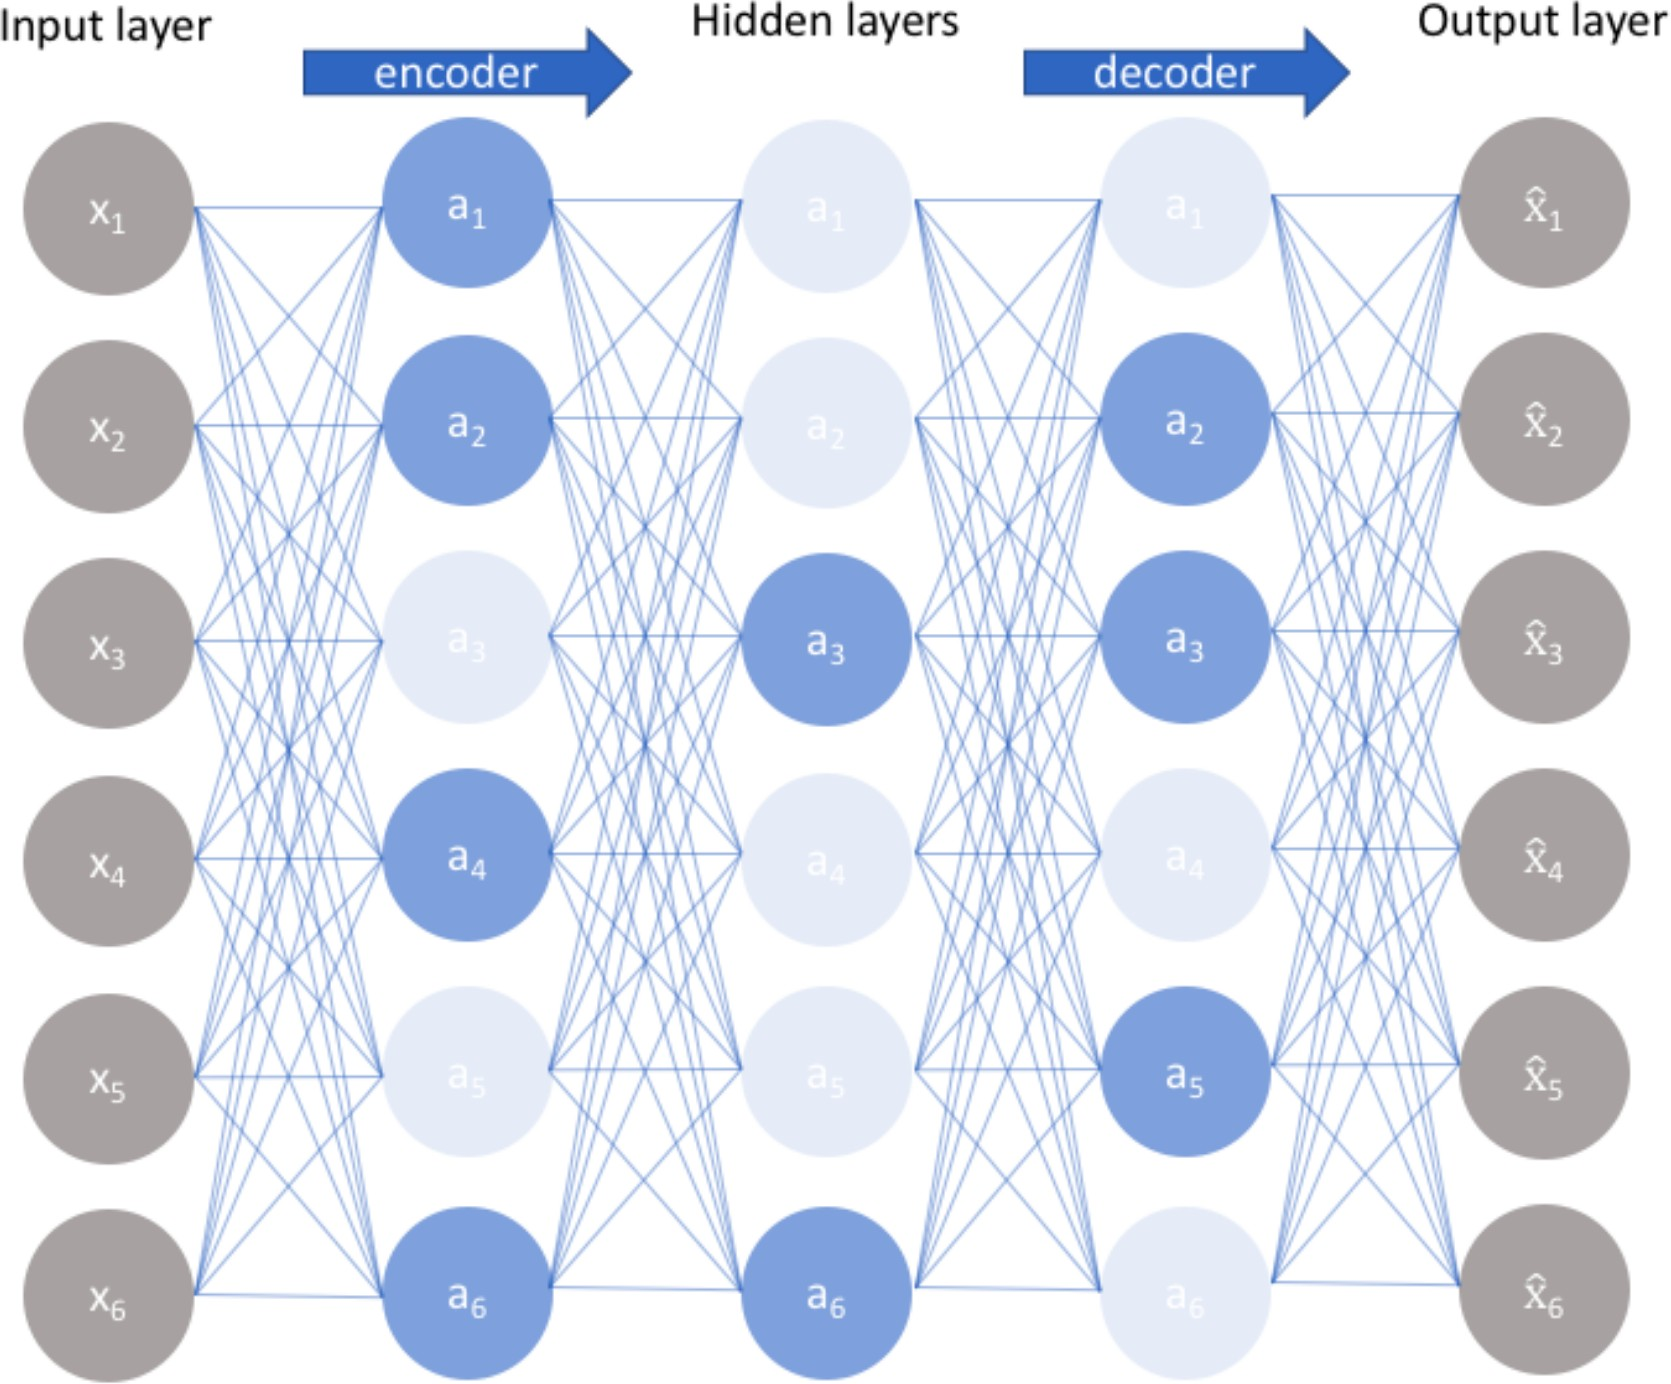 Input layer
Hidden layers
Output layer
encoder
decoder
x1 a1 a1 a1 x̂1
x2 a2 a2 a2 x̂2
x3 a3 a3 a3 x̂3
x4 a4 a4 a4 x̂4
x5 a5 a5 a5 x̂5
x6 a6 a6 a6 x̂6